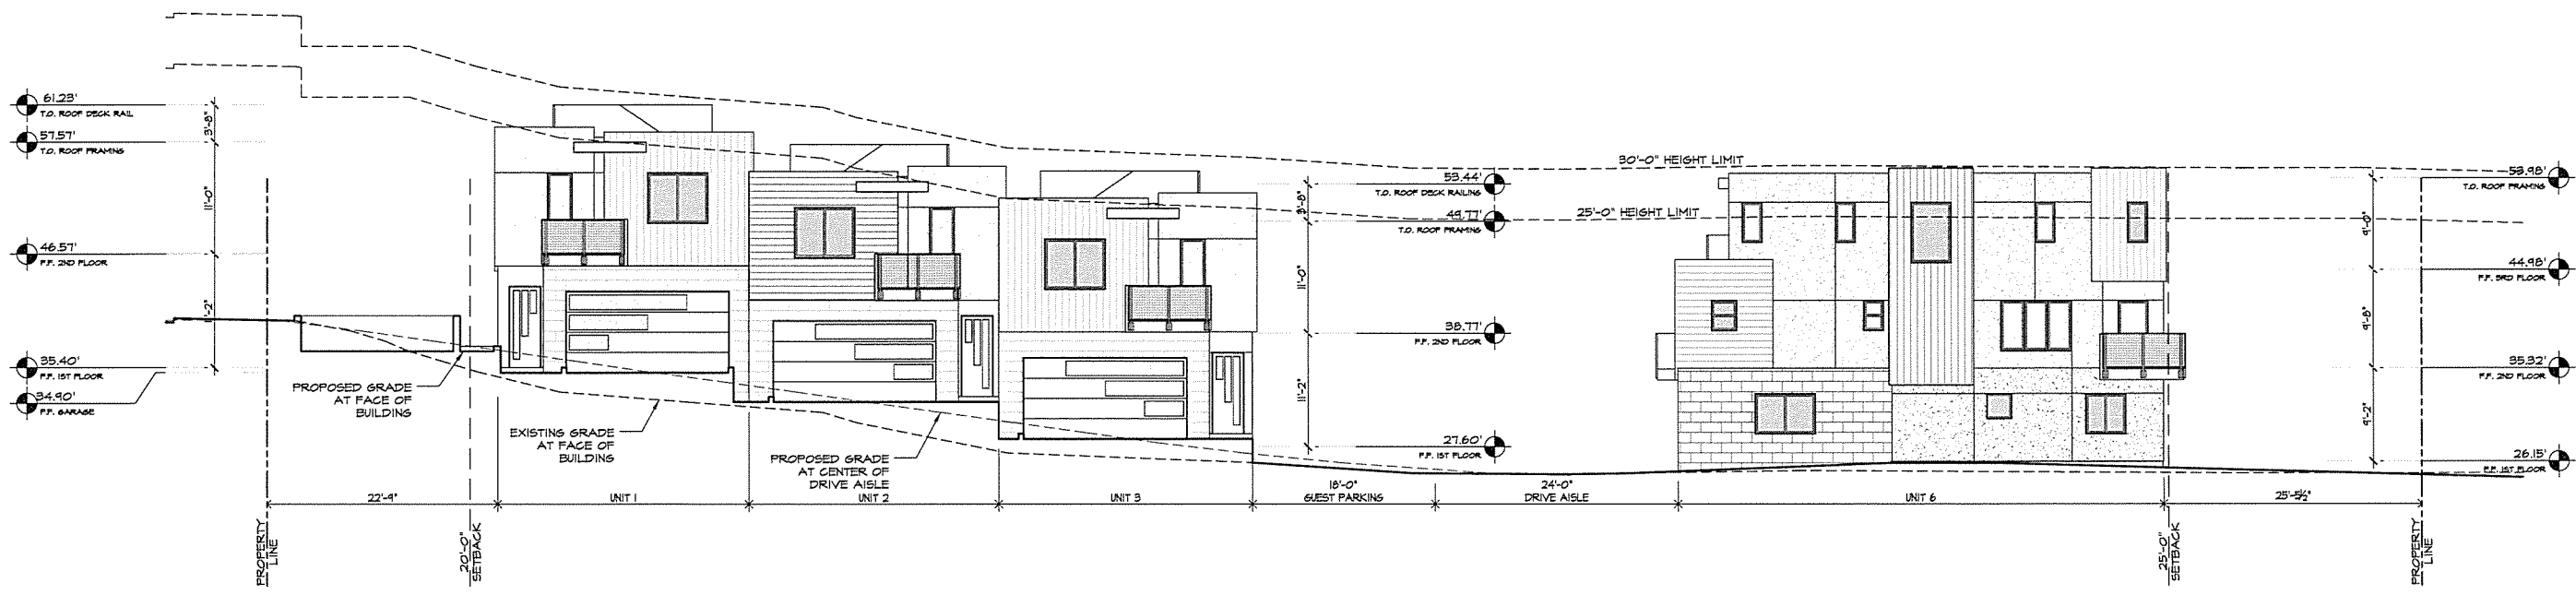 61.23'
T.O. ROOF DECK RAIL
3'-8"
57.57'
T.O. ROOF FRAMING
11'-0"
46.57'
F.F. 2ND FLOOR
1'-2"
35.40'
F.F. 1ST FLOOR
34.90'
F.F. GARAGE
PROPOSED GRADE
AT FACE OF
BUILDING
EXISTING GRADE
AT FACE OF
BUILDING
PROPOSED GRADE
AT CENTER OF
DRIVE AISLE
53.44'
T.O. ROOF DECK RAILING
3'-8"
49.77'
T.O. ROOF FRAMING
11'-0"
38.77'
F.F. 2ND FLOOR
11'-2"
27.60'
F.F. 1ST FLOOR
30'-0" HEIGHT LIMIT
25'-0" HEIGHT LIMIT
53.98'
T.O. ROOF FRAMING
9'-0"
44.98'
F.F. 3RD FLOOR
9'-8"
35.32'
F.F. 2ND FLOOR
9'-2"
26.15'
F.F. 1ST FLOOR
22'-9"
UNIT 1
UNIT 2
UNIT 3
18'-0"
GUEST PARKING
24'-0"
DRIVE AISLE
UNIT 6
25'-5½"
PROPERTY
LINE
20'-0"
SETBACK
25'-0"
SETBACK
PROPERTY
LINE